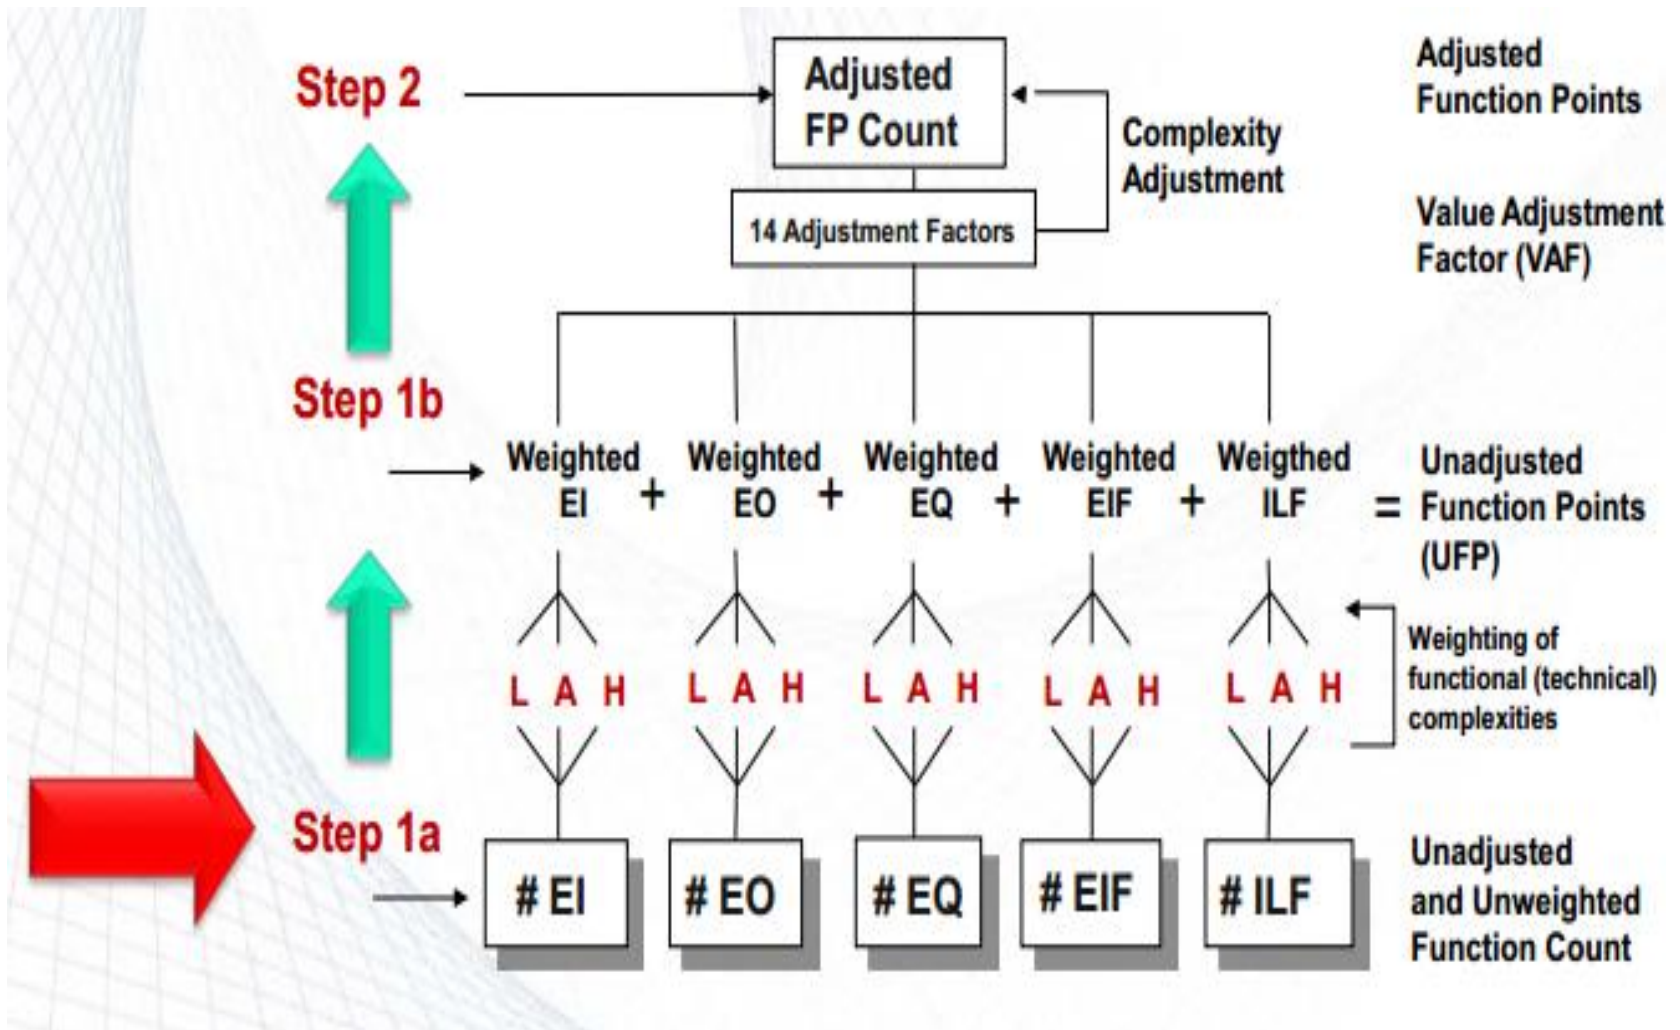 Step 2
Adjusted
FP Count
Adjusted
Function Points
Complexity
Adjustment
14 Adjustment Factors
Value Adjustment
Factor (VAF)
Step 1b
Weighted
EI
+
Weighted
EO
+
Weighted
EQ
+
Weighted
EIF
+
Weigthed
ILF
=
Unadjusted
Function Points
(UFP)
L A H
L A H
L A H
L A H
L A H
Weighting of
functional (technical)
complexities
Step 1a
# EI
# EO
# EQ
# EIF
# ILF
Unadjusted
and Unweighted
Function Count